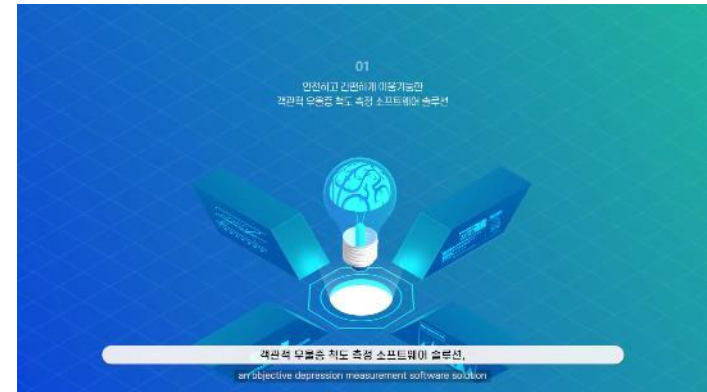 01
안전하고 간편하게 이용가능한
객관적 우울증 척도 측정 소프트웨어 솔루션
객관적 우울증 척도 측정 소프트웨어 솔루션,
an objective depression measurement software solution